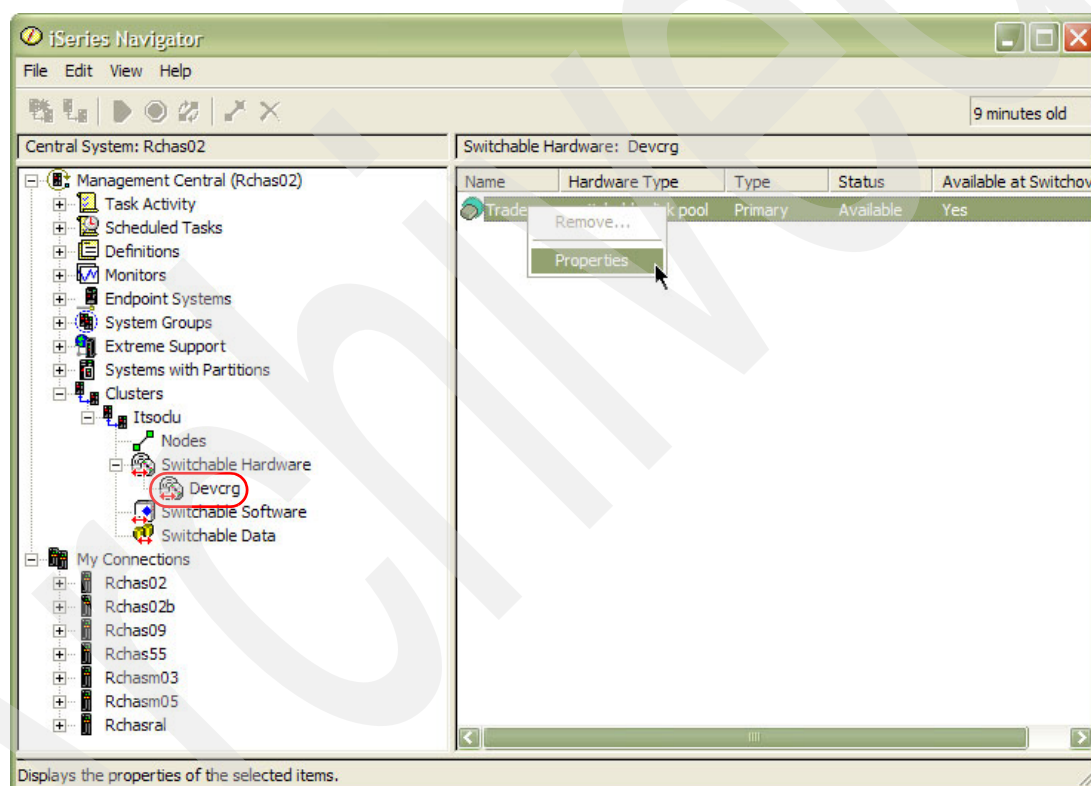 iSeries Navigator
File Edit View Help
9 minutes old
Central System: Rchas02
Switchable Hardware: Devcrg
Management Central (Rchas02)
Task Activity
Scheduled Tasks
Definitions
Monitors
Endpoint Systems
System Groups
Extreme Support
Systems with Partitions
Clusters
Itsoclu
Nodes
Switchable Hardware
Devcrg
Switchable Software
Switchable Data
My Connections
Rchas02
Rchas02b
Rchas09
Rchas55
Rchasm03
Rchasm05
Rchasral
Name Hardware Type Type Status Available at Switchov
Trade pool Primary Available Yes
Remove...
Properties
Displays the properties of the selected items.